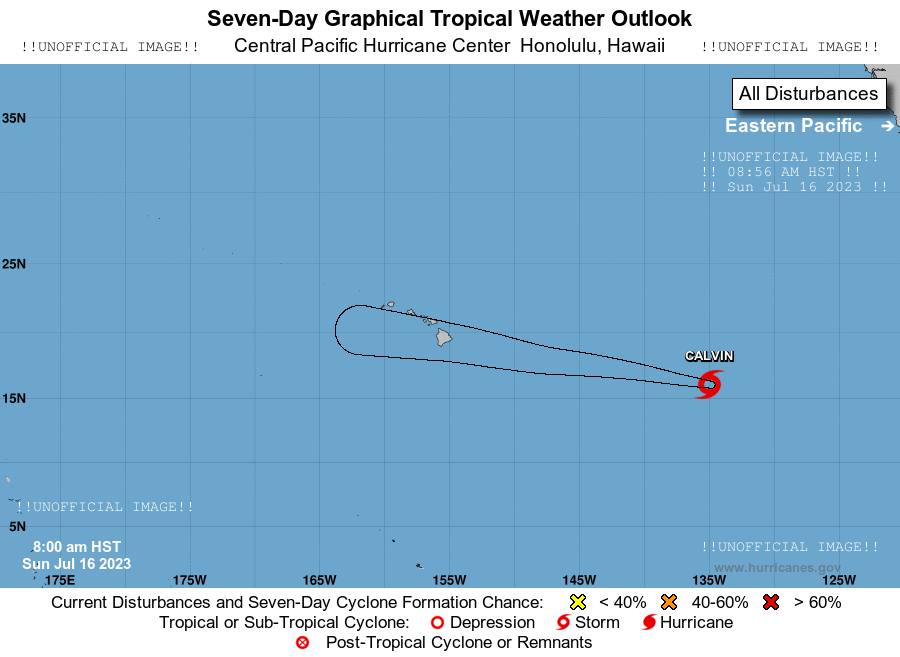 Seven-Day Graphical Tropical Weather Outlook
!!UNOFFICIAL IMAGE!! Central Pacific Hurricane Center Honolulu, Hawaii !!UNOFFICIAL IMAGE!!
All Disturbances
35N
Eastern Pacific
!!UNOFFICIAL IMAGE!!
!! 08:56 AM HST !!
!! Sun Jul 16 2023 !!
25N
CALVIN
15N
!!UNOFFICIAL IMAGE!!
5N
8:00 am HST
Sun Jul 16 2023
!!UNOFFICIAL IMAGE!!
www.hurricanes.gov
175E 175W 165W 155W 145W 135W 125W
Current Disturbances and Seven-Day Cyclone Formation Chance: < 40% 40-60% > 60%
Tropical or Sub-Tropical Cyclone: Depression Storm Hurricane
Post-Tropical Cyclone or Remnants